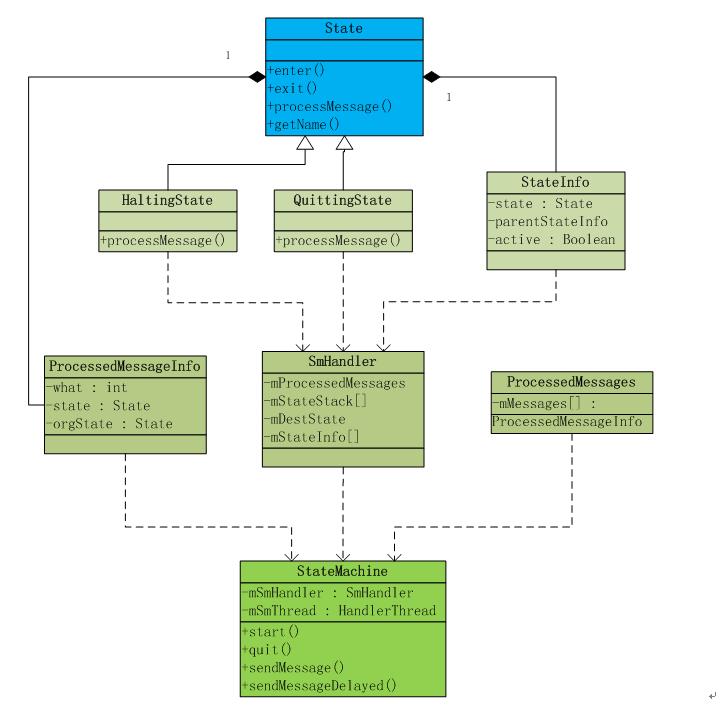 State
1
+enter()
+exit()
1
+processMessage()
+getName()
HaltingState
QuittingState
StateInfo
-state : State
-parentStateInfo
-active : Boolean
+processMessage()
+processMessage()
ProcessedMessageInfo
-what : int
-state : State
-orgState : State
SmHandler
-mProcessedMessages
-mStateStack[]
-mDestState
-mStateInfo[]
ProcessedMessages
-mMessages[] :
ProcessedMessageInfo
StateMachine
-mSmHandler : SmHandler
-mSmThread : HandlerThread
+start()
+quit()
+sendMessage()
+sendMessageDelayed()